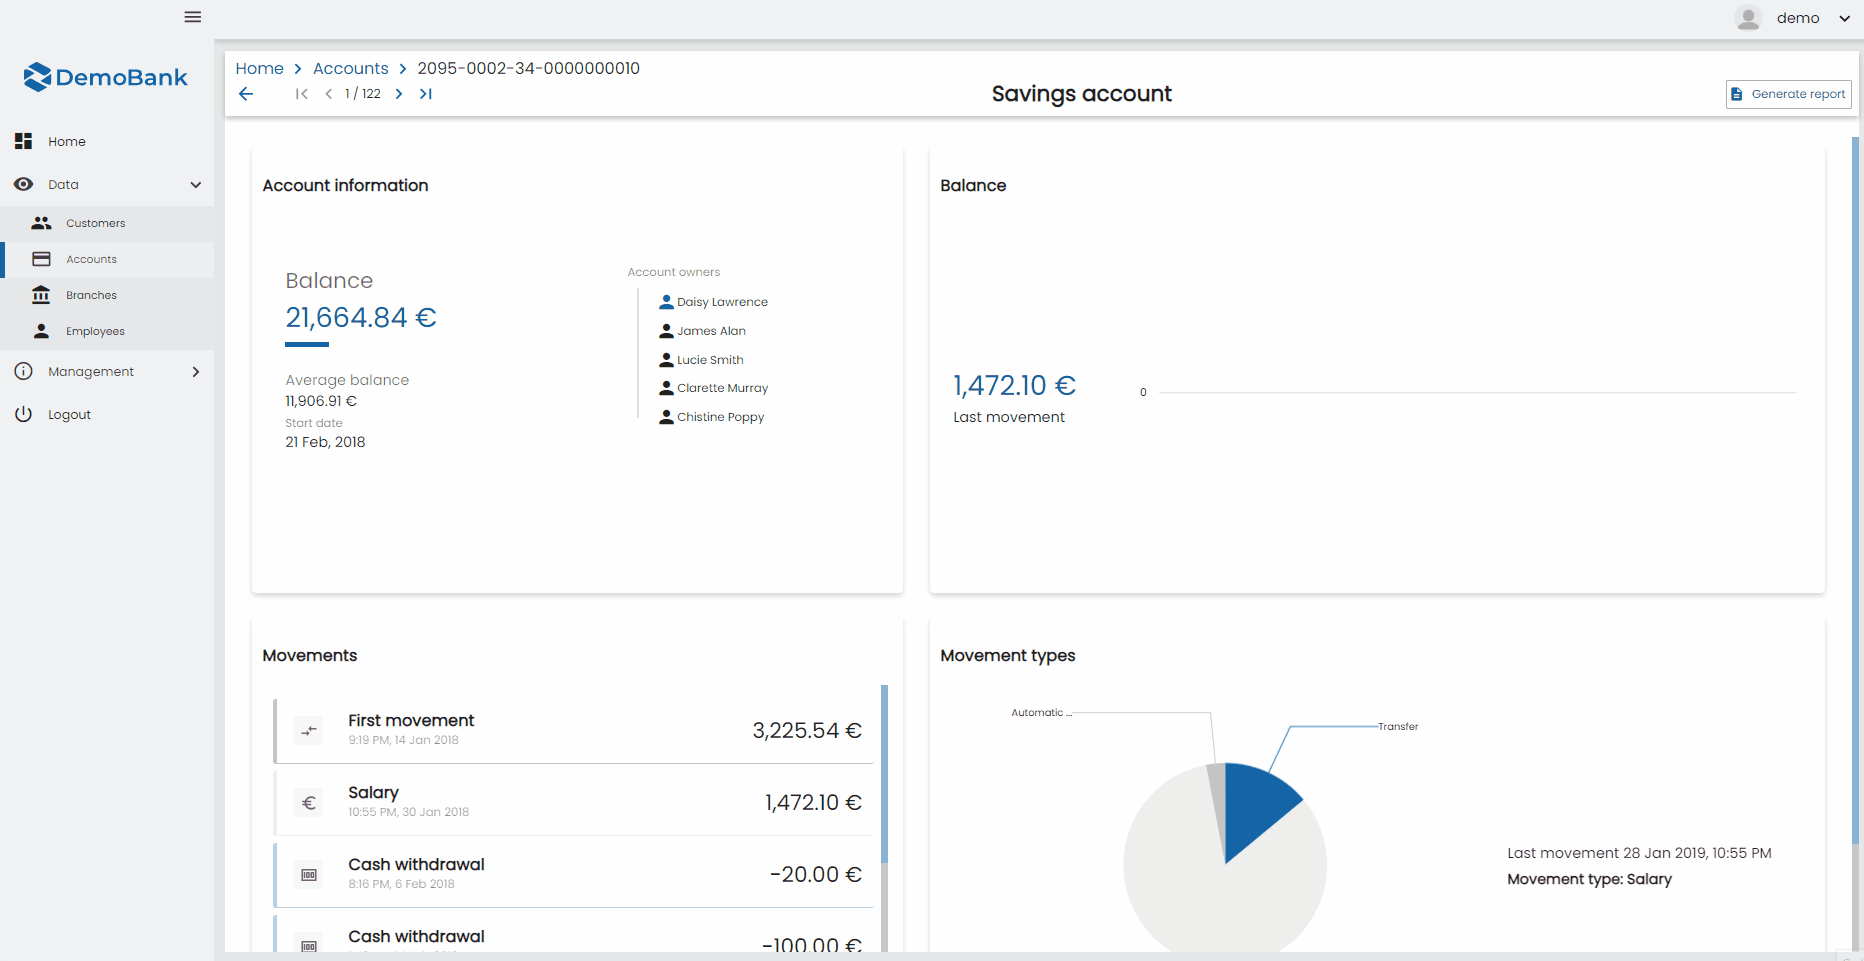 demo
DemoBank
Home
Data
Customers
Accounts
Branches
Employees
Management
Logout
Home > Accounts > 2095-0002-34-0000000010
1 / 122
Savings account
Generate report
Account information
Balance
21,664.84 €
Average balance
11,906.91 €
Start date
21 Feb, 2018
Account owners
Daisy Lawrence
James Alan
Lucie Smith
Clarette Murray
Chistine Poppy
Balance
1,472.10 €
Last movement
0
Movements
First movement
9:19 PM, 14 Jan 2018
3,225.54 €
Salary
10:55 PM, 30 Jan 2018
1,472.10 €
Cash withdrawal
8:16 PM, 6 Feb 2018
-20.00 €
Cash withdrawal
-100.00 €
Movement types
Automatic ...
Transfer
Last movement 28 Jan 2019, 10:55 PM
Movement type: Salary